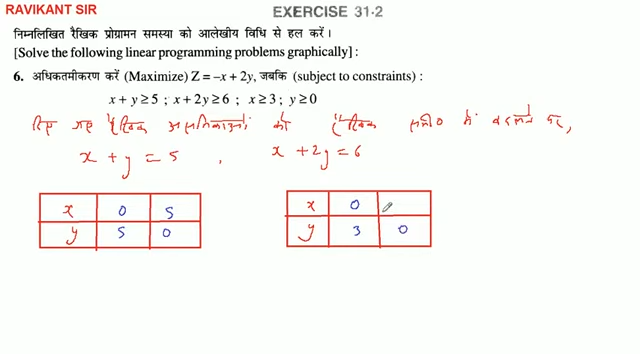 RAVIKANT SIR
EXERCISE 31·2
निम्नलिखित रैखिक प्रोग्रामन समस्या को आलेखीय विधि से हल करें।
[Solve the following linear programming problems graphically] :
6. अधिकतमीकरण करें (Maximize) Z = –x + 2y, जबकि (subject to constraints) :
x + y ≥ 5 ; x + 2y ≥ 6 ; x ≥ 3 ; y ≥ 0
दिए गए रैखिक असमिकाओं को रैखिक समी० में बदलने पर,
x + y = 5 , x + 2y = 6
x 0 5
y 5 0
x 0
y 3 0